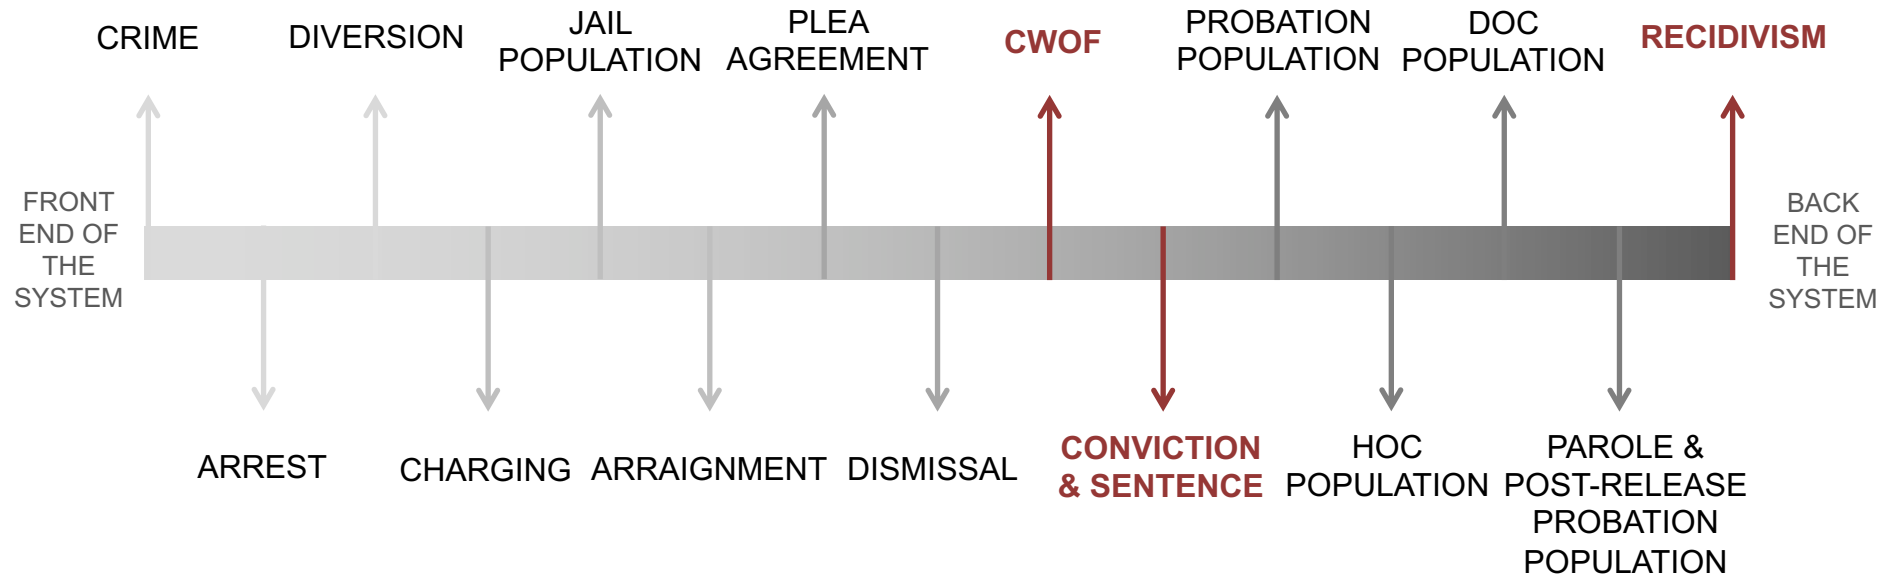 CRIME
DIVERSION
JAIL
POPULATION
PLEA
AGREEMENT
CWOF
PROBATION
POPULATION
DOC
POPULATION
RECIDIVISM
FRONT
END OF
THE
SYSTEM
BACK
END OF
THE
SYSTEM
ARREST
CHARGING
ARRAIGNMENT
DISMISSAL
CONVICTION
& SENTENCE
HOC
POPULATION
PAROLE &
POST-RELEASE
PROBATION
POPULATION